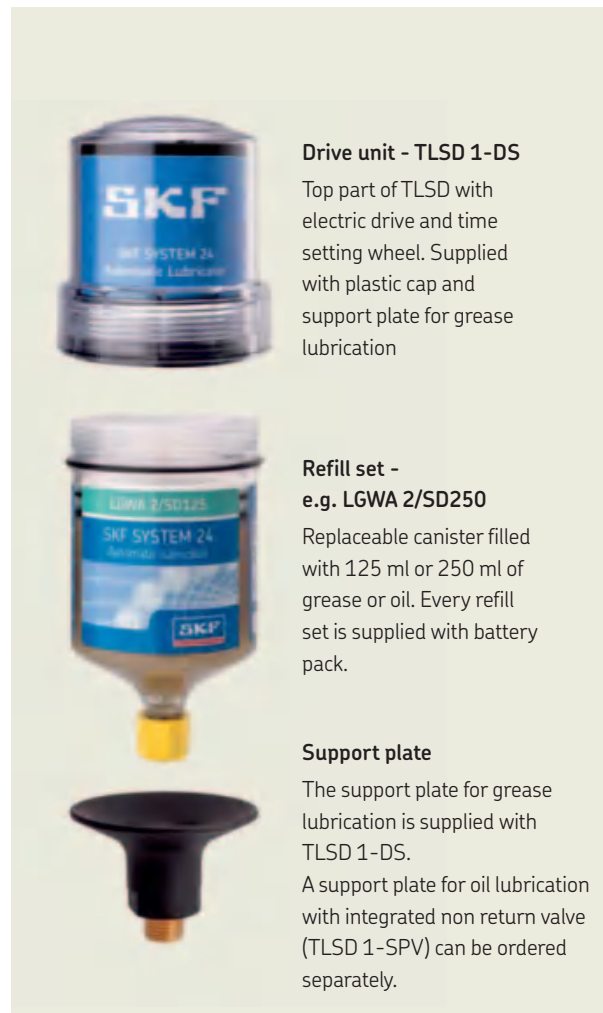 SKF
SKF SYSTEM 24
Automatic Lubricator
Drive unit - TLSD 1-DS
Top part of TLSD with
electric drive and time
setting wheel. Supplied
with plastic cap and
support plate for grease
lubrication
LGWA 2/SD125
SKF SYSTEM 24
Automatic Lubrication
SKF
Refill set -
e.g. LGWA 2/SD250
Replaceable canister filled
with 125 ml or 250 ml of
grease or oil. Every refill
set is supplied with battery
pack.
Support plate
The support plate for grease
lubrication is supplied with
TLSD 1-DS.
A support plate for oil lubrication
with integrated non return valve
(TLSD 1-SPV) can be ordered
separately.